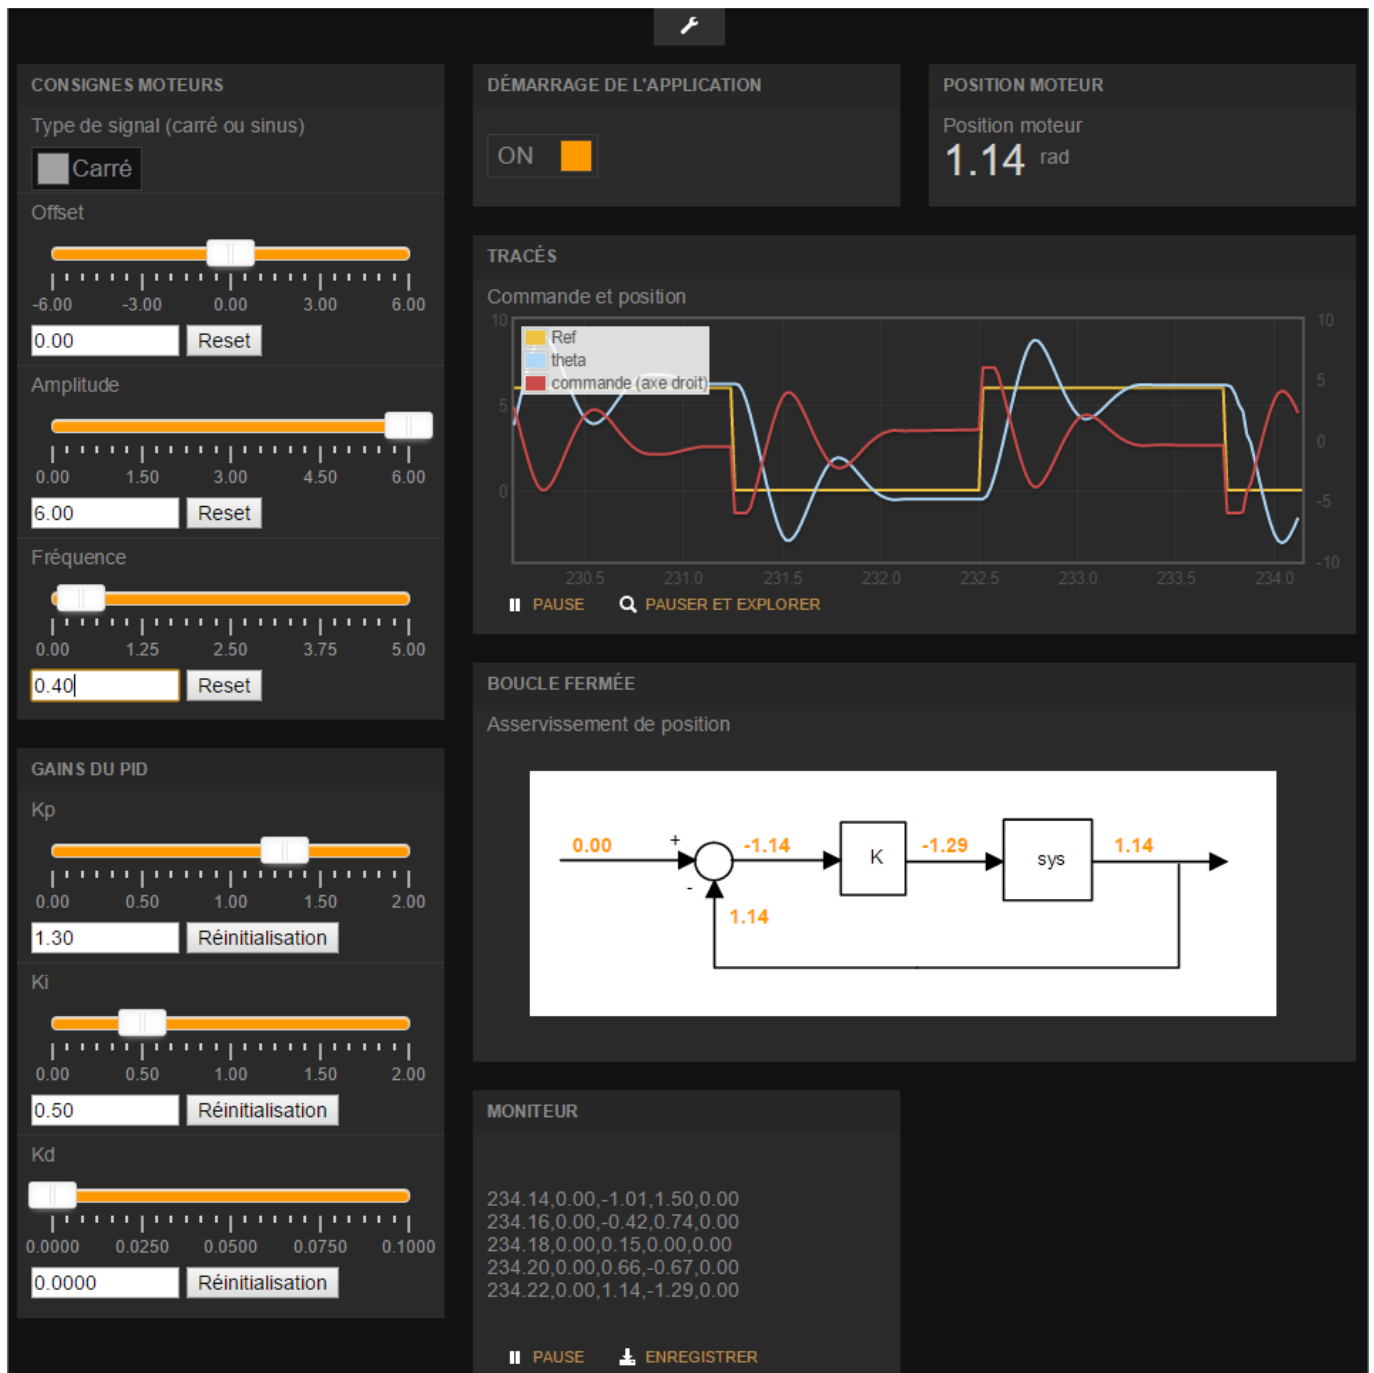 CONSIGNES MOTEURS
Type de signal (carré ou sinus)
Carré
Offset
-6.00 -3.00 0.00 3.00 6.00
0.00 Reset
Amplitude
0.00 1.50 3.00 4.50 6.00
6.00 Reset
Fréquence
0.00 1.25 2.50 3.75 5.00
0.40 Reset
GAINS DU PID
Kp
0.00 0.50 1.00 1.50 2.00
1.30 Réinitialisation
Ki
0.00 0.50 1.00 1.50 2.00
0.50 Réinitialisation
Kd
0.0000 0.0250 0.0500 0.0750 0.1000
0.0000 Réinitialisation
DÉMARRAGE DE L'APPLICATION
ON
POSITION MOTEUR
Position moteur
1.14 rad
TRACÉS
Commande et position
10 10
Ref
theta
commande (axe droit)
5 5
0 0
-5
-10
230.5 231.0 231.5 232.0 232.5 233.0 233.5 234.0
PAUSE PAUSER ET EXPLORER
BOUCLE FERMÉE
Asservissement de position
0.00 + -1.14 K -1.29 sys 1.14
-
1.14
MONITEUR
234.14,0.00,-1.01,1.50,0.00
234.16,0.00,-0.42,0.74,0.00
234.18,0.00,0.15,0.00,0.00
234.20,0.00,0.66,-0.67,0.00
234.22,0.00,1.14,-1.29,0.00
PAUSE ENREGISTRER